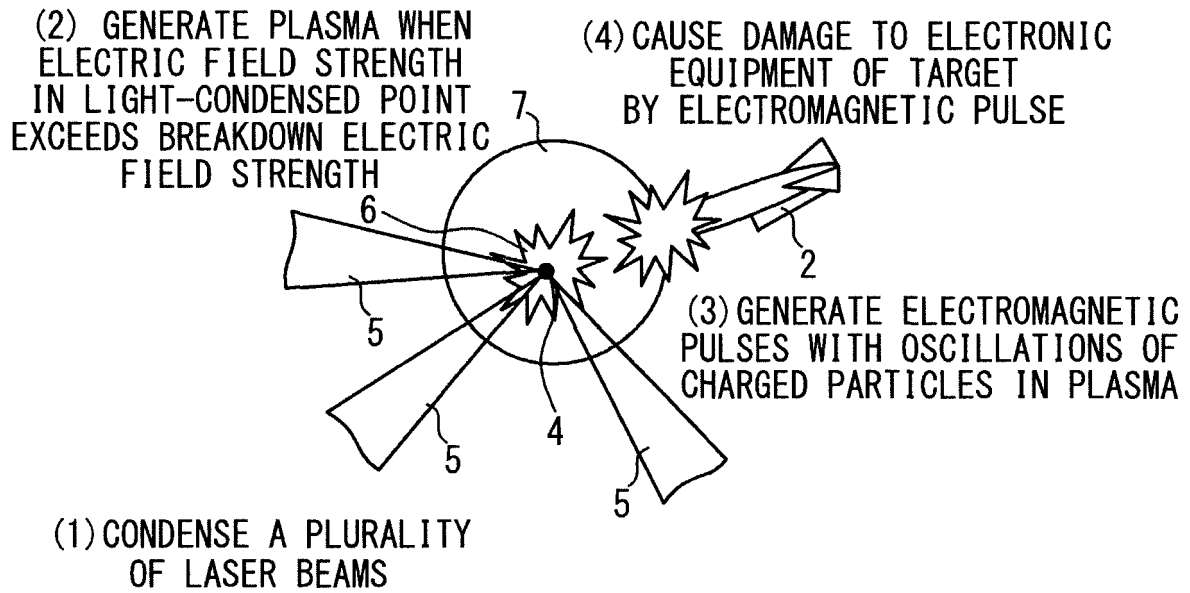 (2) GENERATE PLASMA WHEN
ELECTRIC FIELD STRENGTH
IN LIGHT-CONDENSED POINT
EXCEEDS BREAKDOWN ELECTRIC
FIELD STRENGTH
(4) CAUSE DAMAGE TO ELECTRONIC
EQUIPMENT OF TARGET
BY ELECTROMAGNETIC PULSE
7
6
2
5
(3) GENERATE ELECTROMAGNETIC
PULSES WITH OSCILLATIONS OF
CHARGED PARTICLES IN PLASMA
4
5
5
(1) CONDENSE A PLURALITY
OF LASER BEAMS